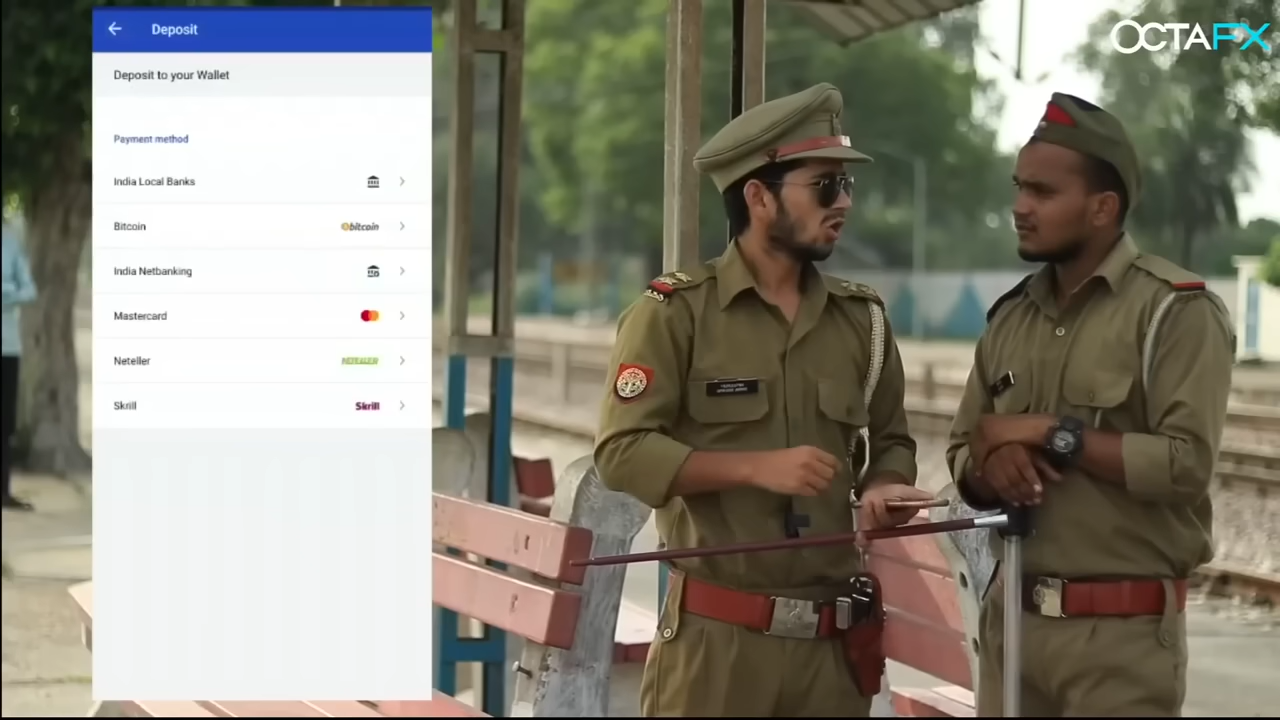 Deposit
Deposit to your Wallet
Payment method
India Local Banks
Bitcoin
bitcoin
India Netbanking
Mastercard
Neteller
NETELLER
Skrill
Skrill
OCTAFX